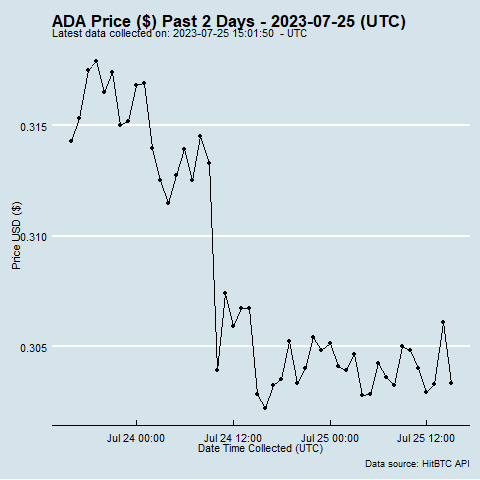 ADA Price ($) Past 2 Days - 2023-07-25 (UTC)
Latest data collected on: 2023-07-25 15:01:50  - UTC
0.315
0.310
0.305
Price USD ($)
Jul 24 00:00
Jul 24 12:00
Jul 25 00:00
Jul 25 12:00
Date Time Collected (UTC)
Data source: HitBTC API